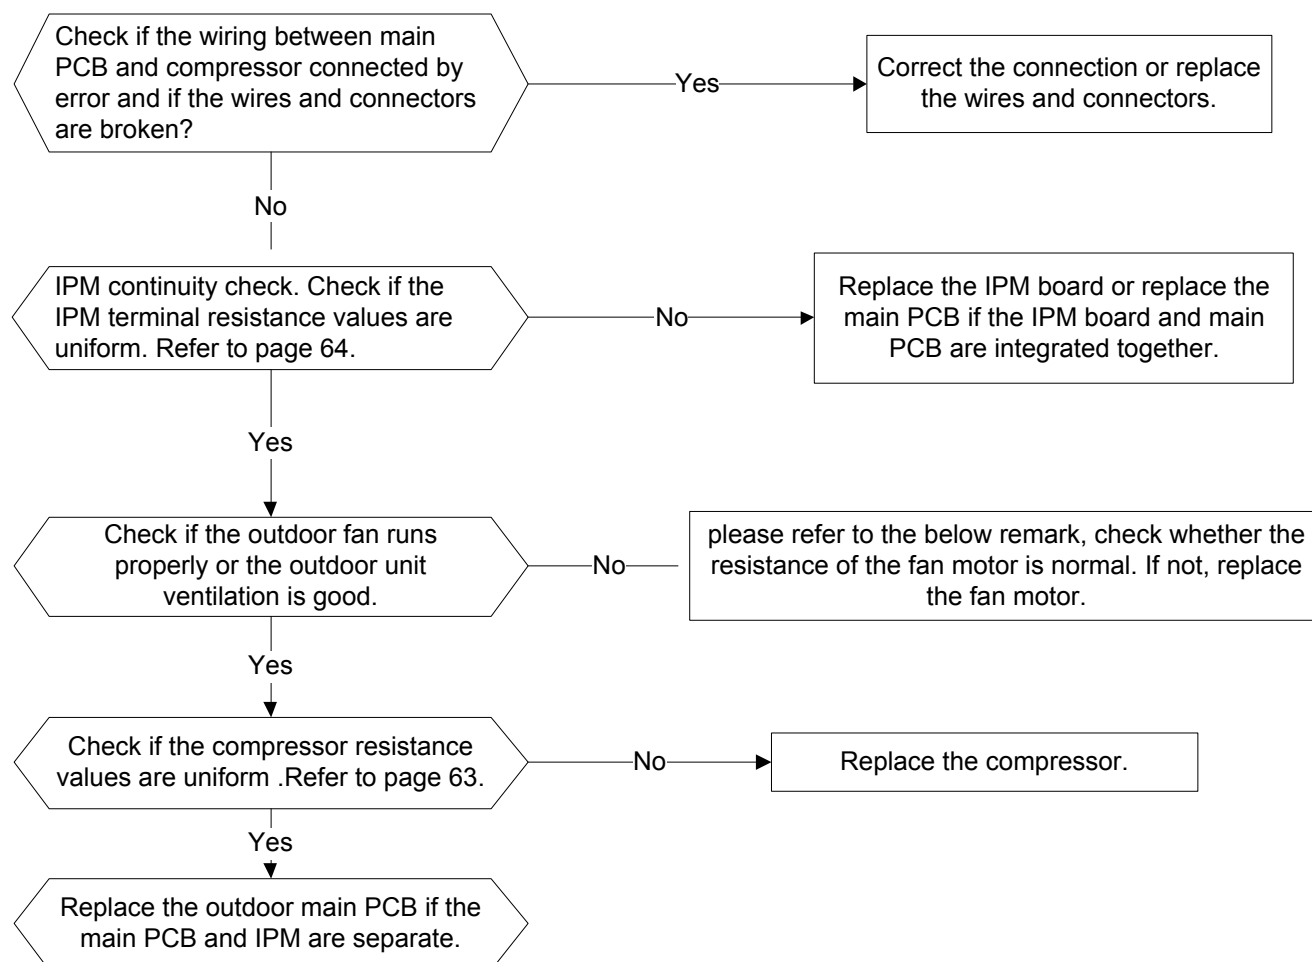 Check if the wiring between main
PCB and compressor connected by
error and if the wires and connectors
are broken?
Yes
Correct the connection or replace
the wires and connectors.
No
IPM continuity check. Check if the
IPM terminal resistance values are
uniform. Refer to page 64.
No
Replace the IPM board or replace the
main PCB if the IPM board and main
PCB are integrated together.
Yes
Check if the outdoor fan runs
properly or the outdoor unit
ventilation is good.
No
please refer to the below remark, check whether the
resistance of the fan motor is normal. If not, replace
the fan motor.
Yes
Check if the compressor resistance
values are uniform .Refer to page 63.
No
Replace the compressor.
Yes
Replace the outdoor main PCB if the
main PCB and IPM are separate.